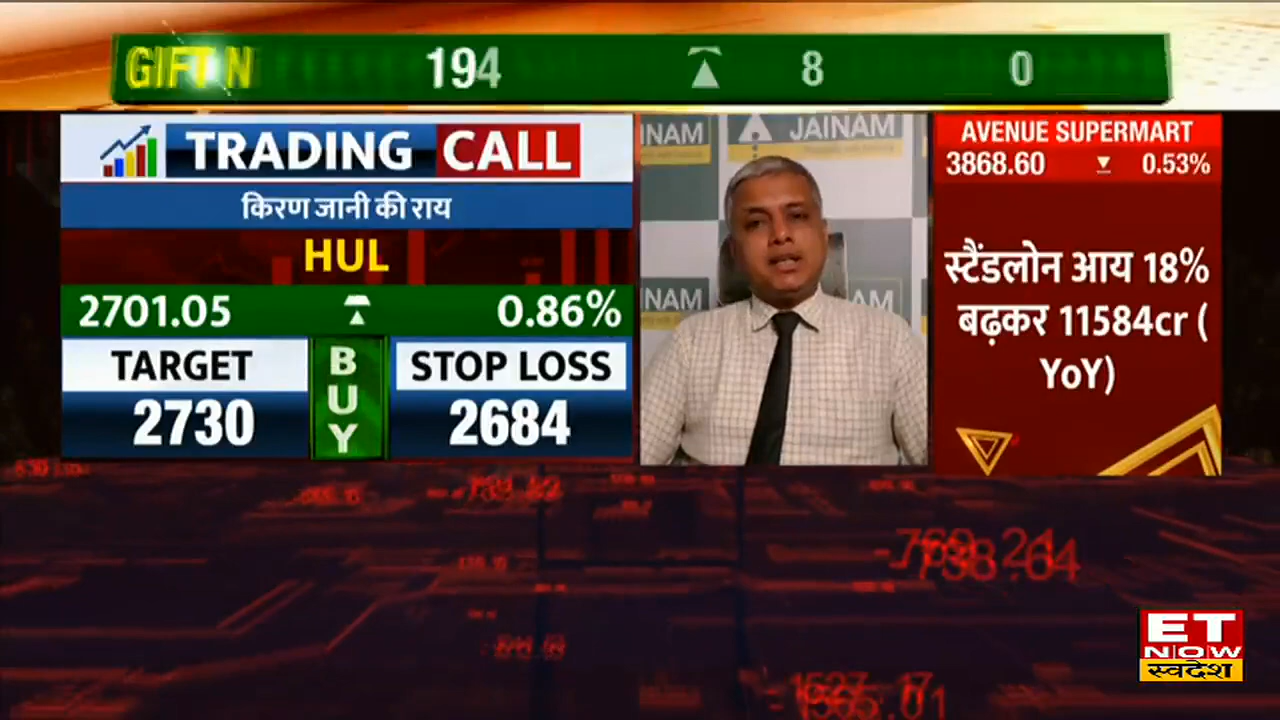 194 8 0
TRADING CALL
किरण जानी की राय
HUL
2701.05 0.86%
TARGET
2730
BUY
STOP LOSS
2684
JAINAM
AVENUE SUPERMART
3868.60 0.53%
स्टैंडलोन आय 18%
बढ़कर 11584cr (
YoY)
ET
NOW
स्वदेश